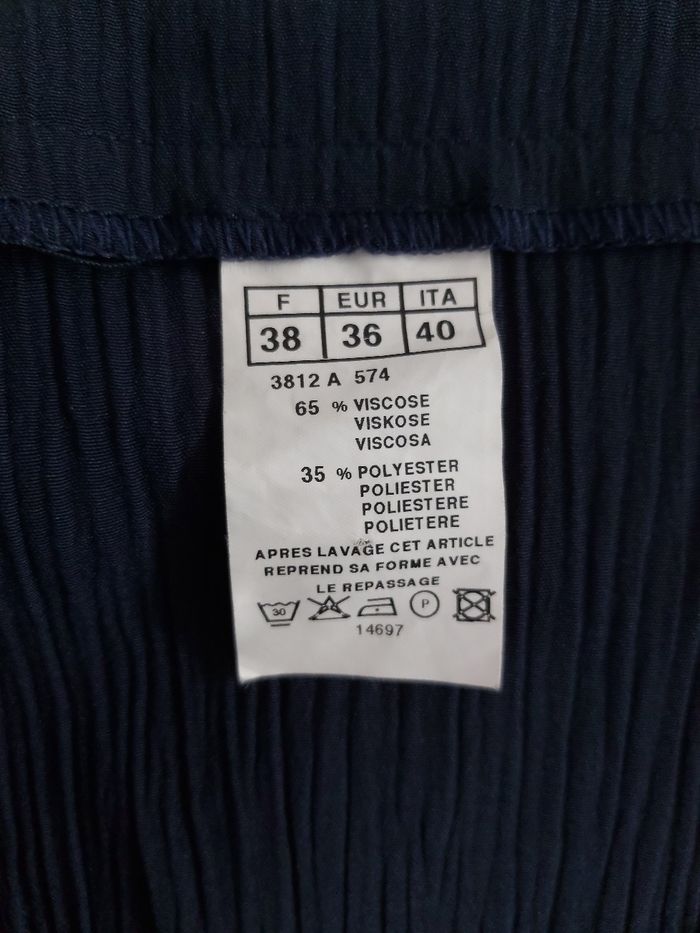 F EUR ITA
38 36 40
3812 A 574
65 % VISCOSE
VISKOSE
VISCOSA
35 % POLYESTER
POLIESTER
POLIESTERE
POLIETERE
APRES LAVAGE CET ARTICLE
REPREND SA FORME AVEC
LE REPASSAGE
30 P
14697